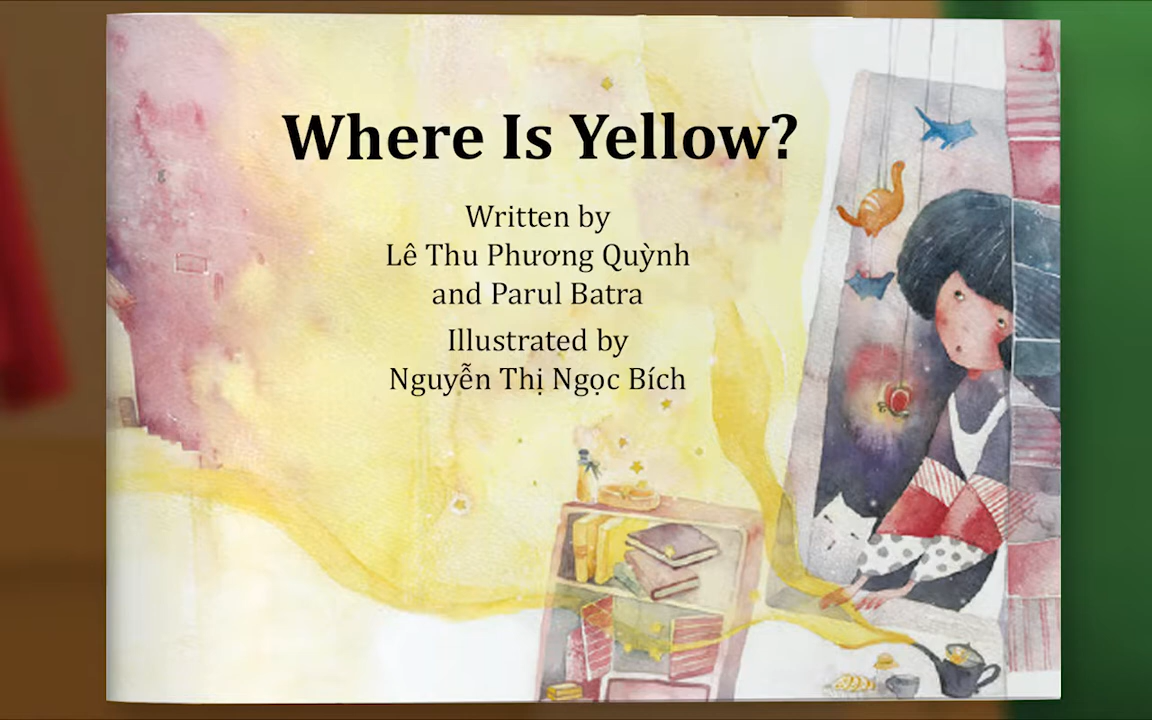 Where Is Yellow?
Written by
Lê Thu Phương Quỳnh
and Parul Batra
Illustrated by
Nguyễn Thị Ngọc Bích